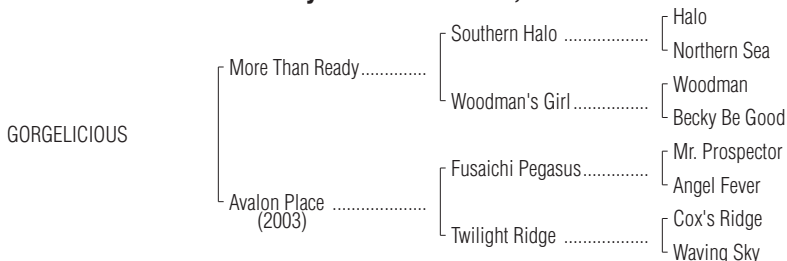 Halo
Southern Halo ...................
Northern Sea
More Than Ready..............
Woodman
Woodman's Girl.................
Becky Be Good
GORGELICIOUS
Mr. Prospector
Fusaichi Pegasus...............
Angel Fever
Avalon Place ....................
(2003)
Cox's Ridge
Twilight Ridge ...................
Waving Sky